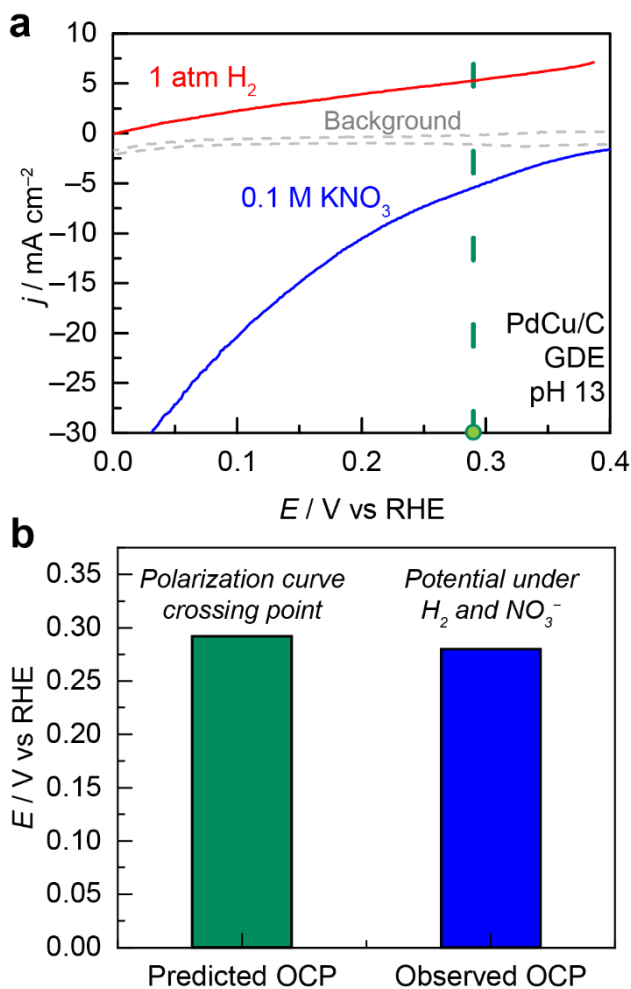 a
10
5
0
−5
−10
−15
−20
−25
−30
j / mA cm⁻²
1 atm H₂
Background
0.1 M KNO₃
PdCu/C
GDE
pH 13
0.0 0.1 0.2 0.3 0.4
E / V vs RHE
b
0.35
0.30
0.25
0.20
0.15
0.10
0.05
0.00
E / V vs RHE
Polarization curve
crossing point
Potential under
H₂ and NO₃⁻
Predicted OCP
Observed OCP